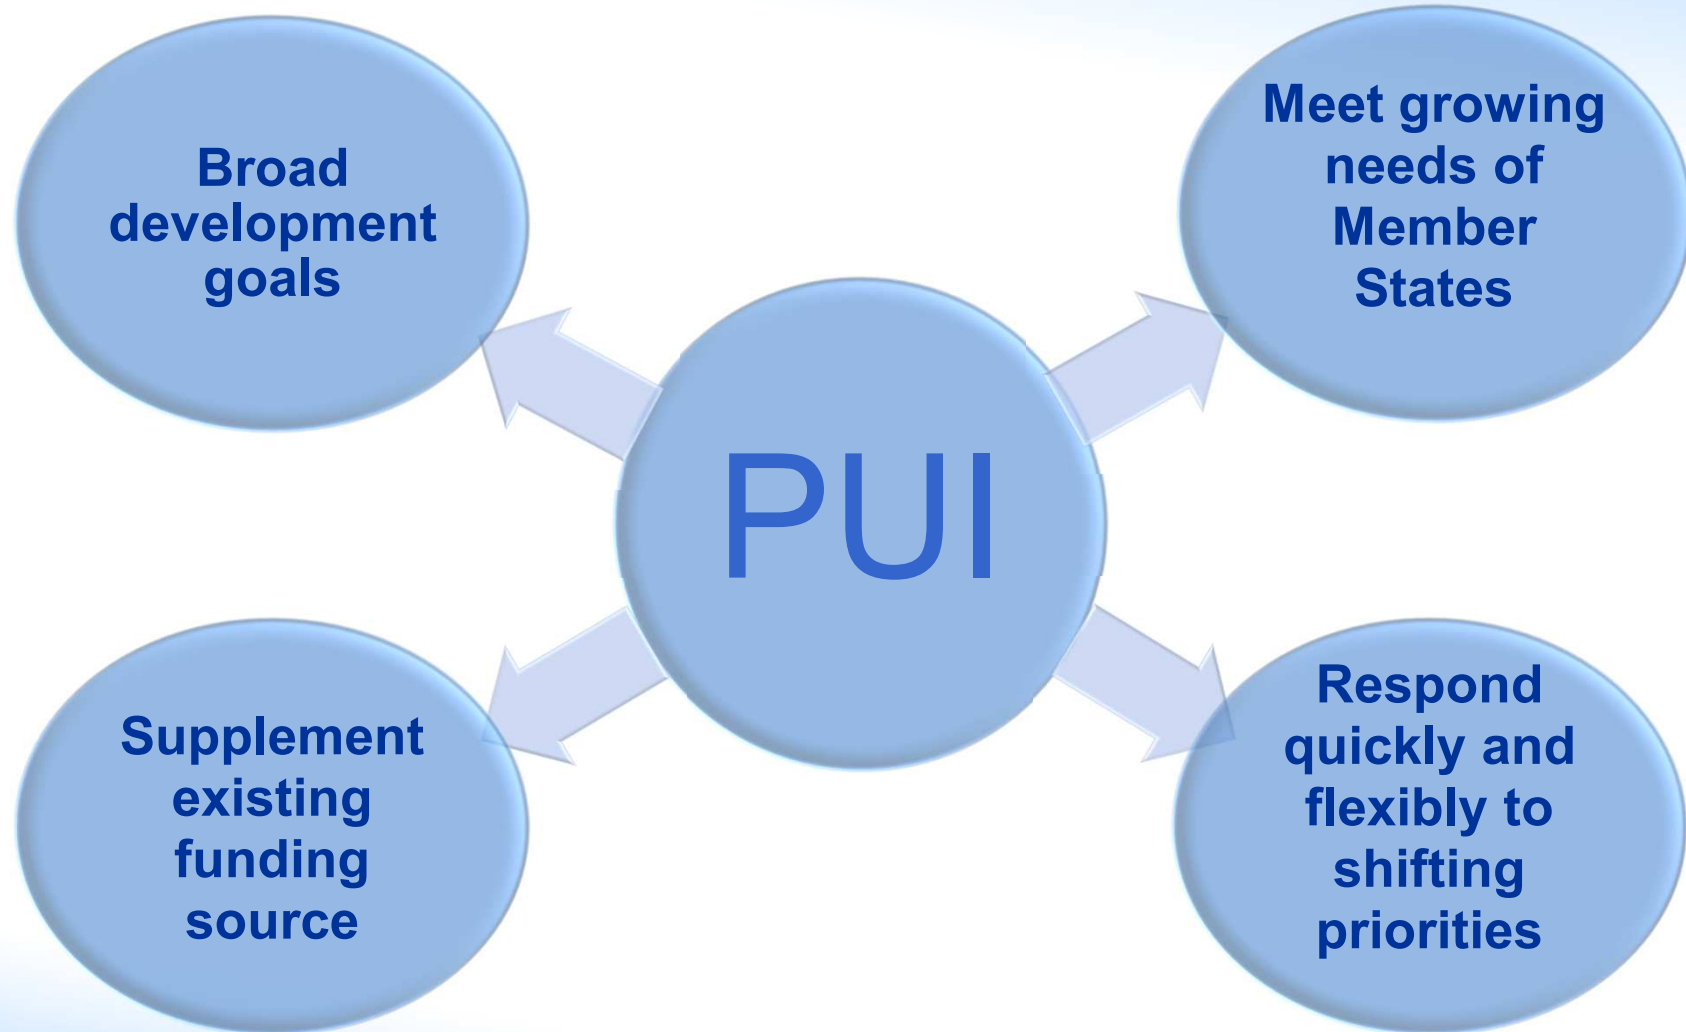 Broad
development
goals
Meet growing
needs of
Member
States
PUI
Supplement
existing
funding
source
Respond
quickly and
flexibly to
shifting
priorities